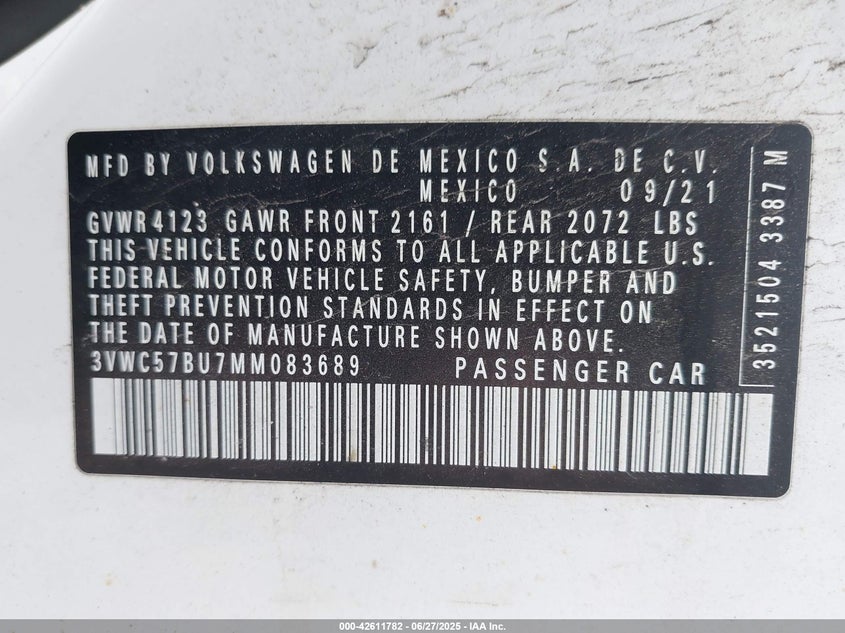 MFD BY VOLKSWAGEN DE MEXICO S.A. DE C.V.
MEXICO 09/21
GVWR 4123 GAWR FRONT 2161 / REAR 2072 LBS
THIS VEHICLE CONFORMS TO ALL APPLICABLE U.S.
FEDERAL MOTOR VEHICLE SAFETY, BUMPER AND
THEFT PREVENTION STANDARDS IN EFFECT ON
THE DATE OF MANUFACTURE SHOWN ABOVE.
3VWC57BU7MM083689 PASSENGER CAR
3521504 3387 M
000-42611782 - 06/27/2025 - IAA Inc.